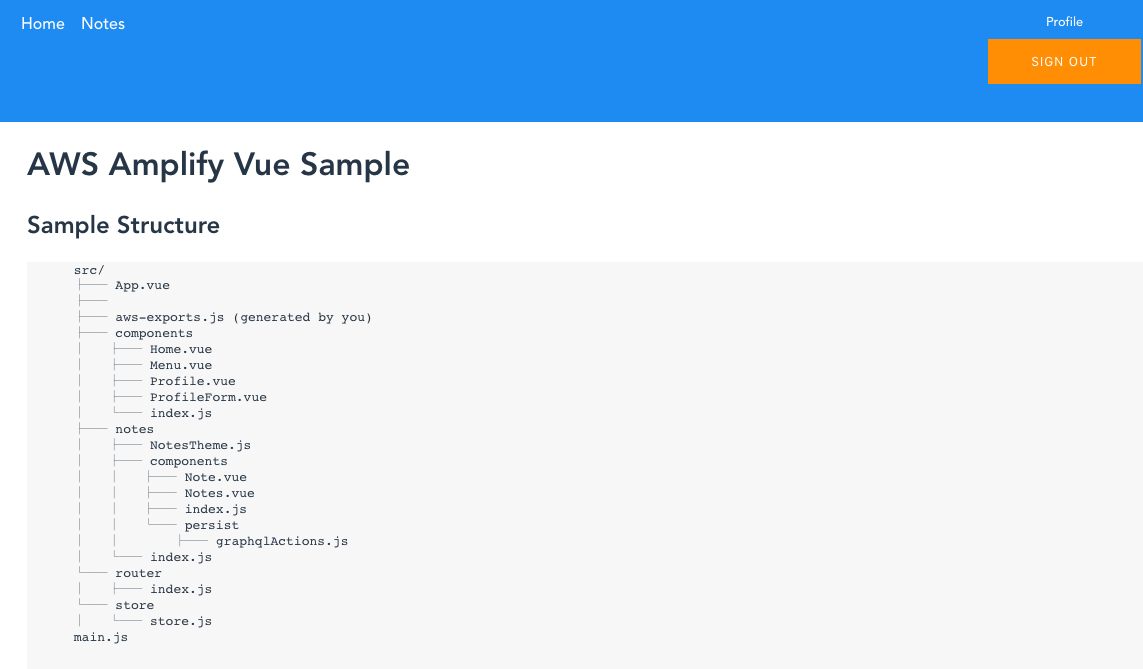 Home Notes
Profile
SIGN OUT
AWS Amplify Vue Sample
Sample Structure
src/
├── App.vue
├──
├── aws-exports.js (generated by you)
├── components
│   ├── Home.vue
│   ├── Menu.vue
│   ├── Profile.vue
│   ├── ProfileForm.vue
│   └── index.js
├── notes
│   ├── NotesTheme.js
│   ├── components
│   │   ├── Note.vue
│   │   ├── Notes.vue
│   │   ├── index.js
│   │   └── persist
│   │       ├── graphqlActions.js
│   └── index.js
└── router
│   ├── index.js
└── store
│   └── store.js
main.js